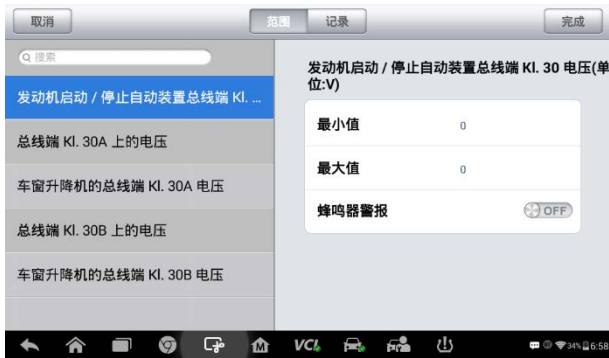 取消
范围
记录
完成
搜索
发动机启动 / 停止自动装置总线端 Kl. ...
总线端 Kl. 30A 上的电压
车窗升降机的总线端 Kl. 30A 电压
总线端 Kl. 30B 上的电压
车窗升降机的总线端 Kl. 30B 电压
发动机启动 / 停止自动装置总线端 Kl. 30 电压(单
位:V)
最小值 0
最大值 0
蜂鸣器警报 OFF
M VCI 34% 6:58